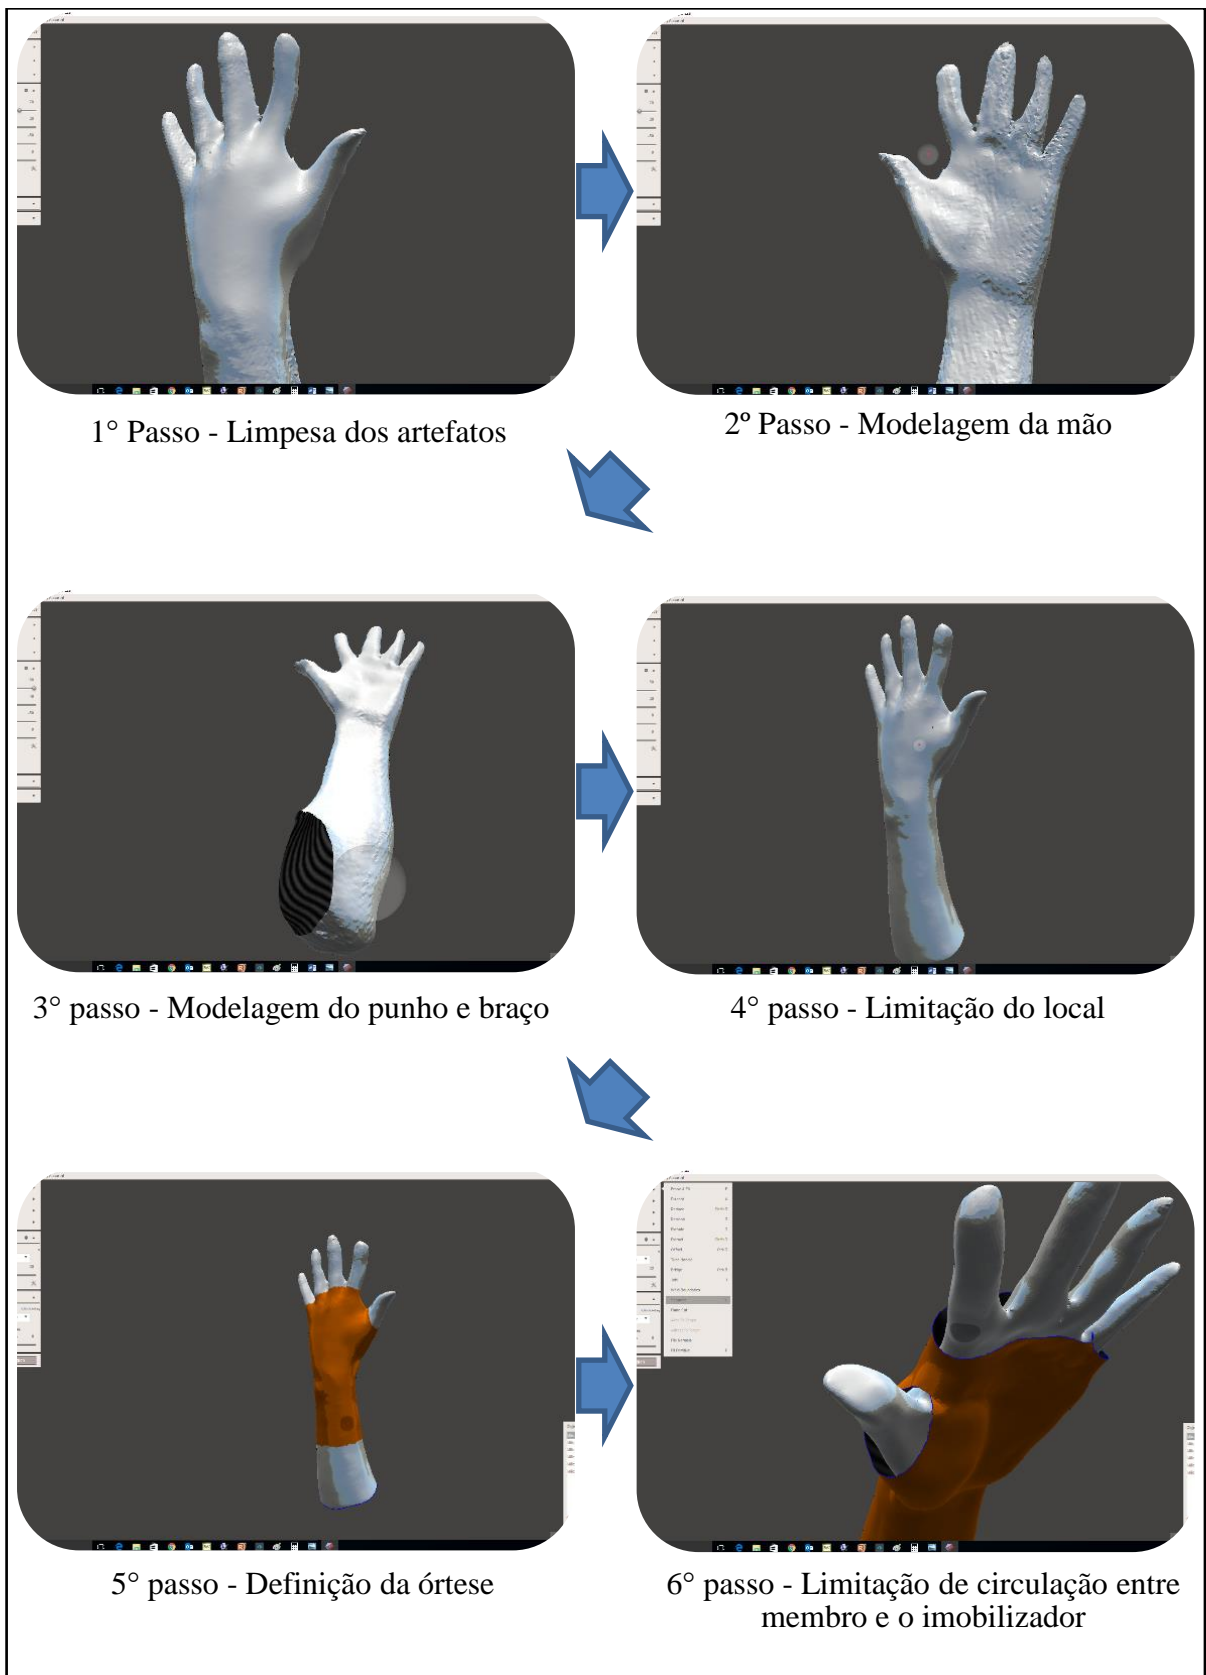 1° Passo - Limpesa dos artefatos
2º Passo - Modelagem da mão
3° passo - Modelagem do punho e braço
4° passo - Limitação do local
5° passo - Definição da órtese
6° passo - Limitação de circulação entre
membro e o imobilizador